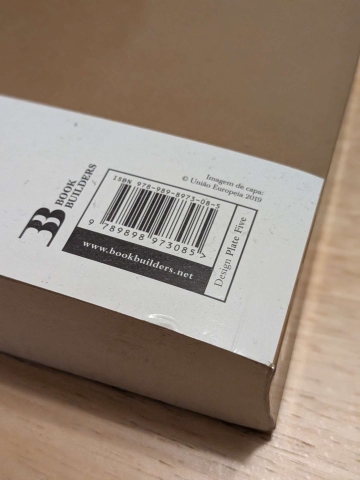 BOOK
BUILDERS
Imagem de capa:
© União Europeia 2019
ISBN 978-989-8973-08-5
9 789898 973085 >
www.bookbuilders.net
Design Plate Five